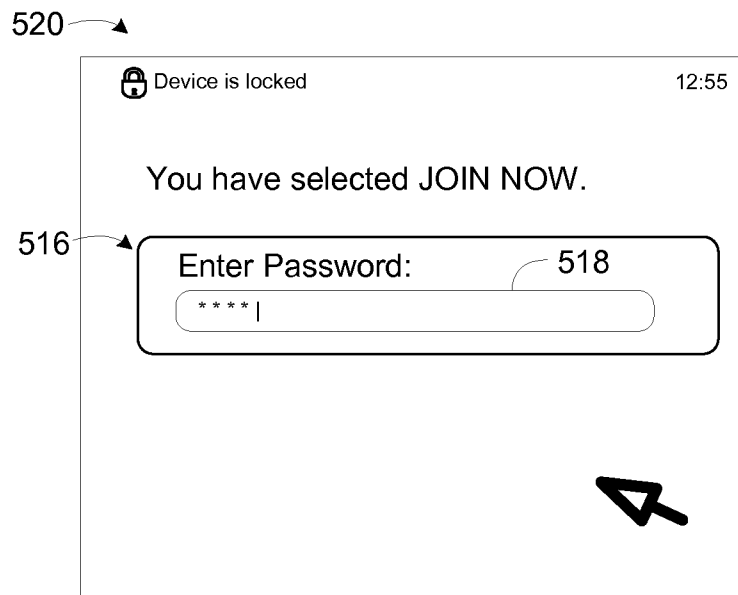 520
Device is locked 12:55
You have selected JOIN NOW.
516
Enter Password:
518
* * * * |